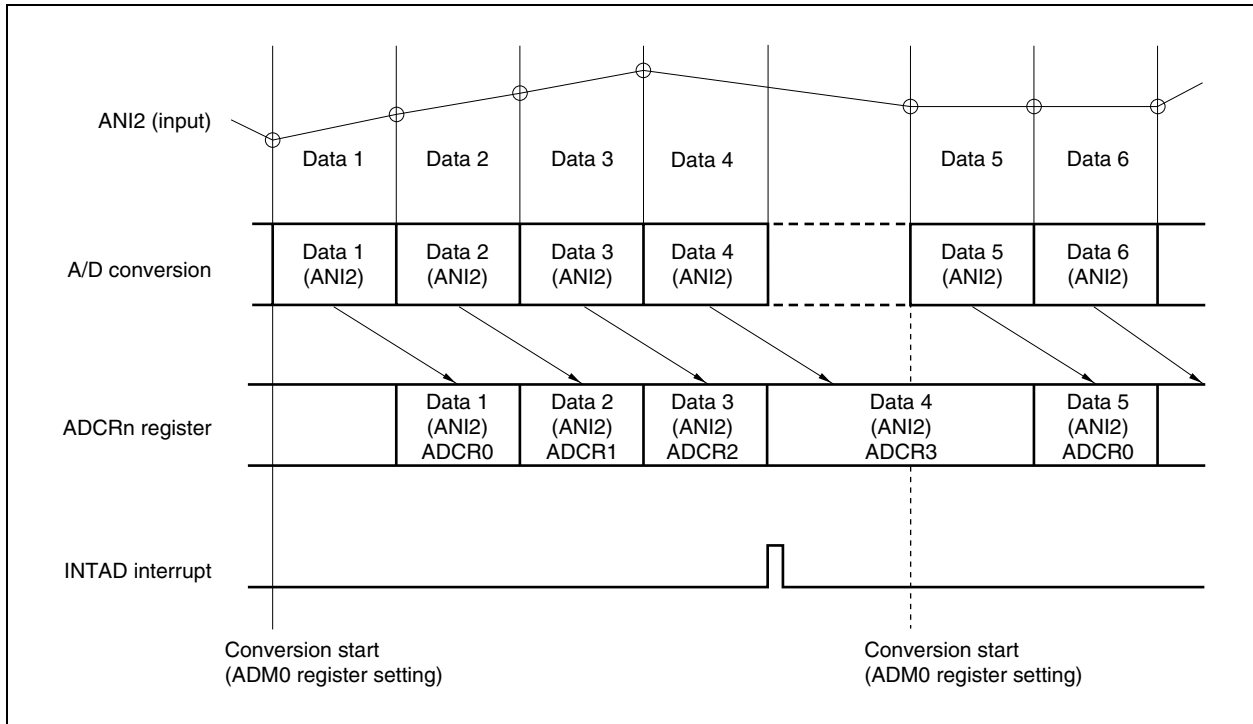 ANI2 (input)
Data 1
Data 2
Data 3
Data 4
Data 5
Data 6
A/D conversion
Data 1
(ANI2)
Data 2
(ANI2)
Data 3
(ANI2)
Data 4
(ANI2)
Data 5
(ANI2)
Data 6
(ANI2)
ADCRn register
Data 1
(ANI2)
ADCR0
Data 2
(ANI2)
ADCR1
Data 3
(ANI2)
ADCR2
Data 4
(ANI2)
ADCR3
Data 5
(ANI2)
ADCR0
INTAD interrupt
Conversion start
(ADM0 register setting)
Conversion start
(ADM0 register setting)